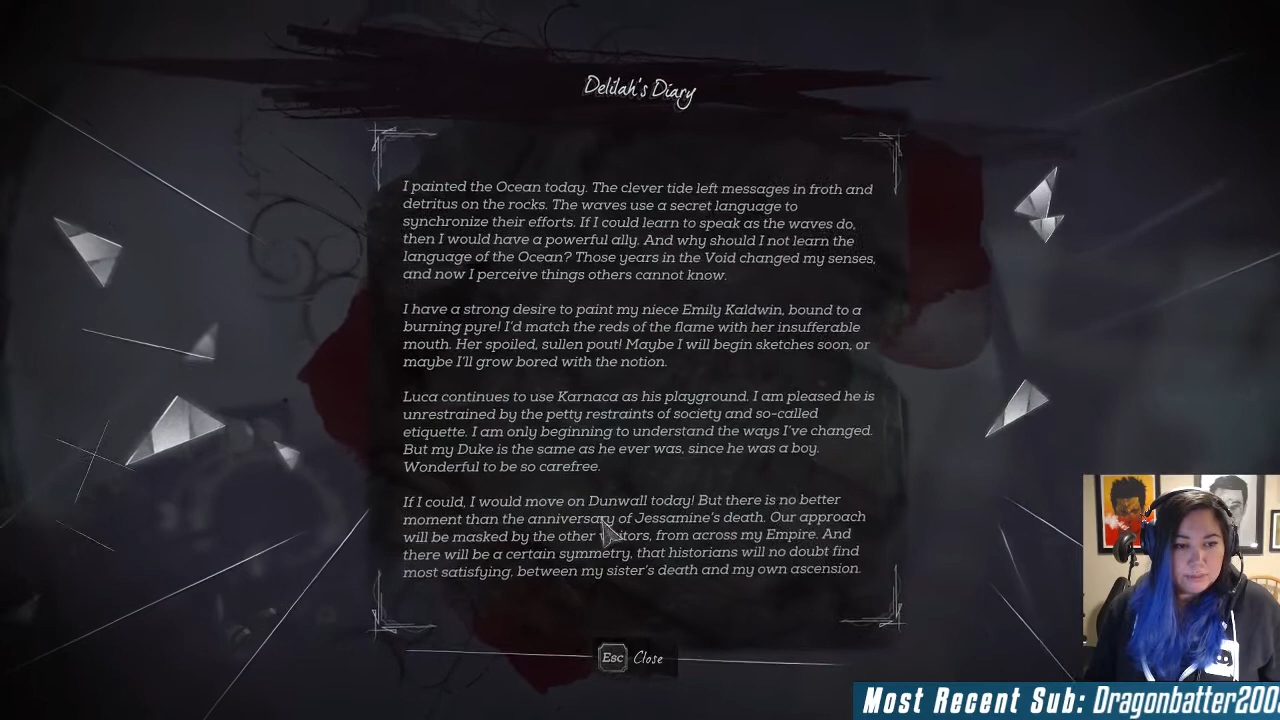 Delilah's Diary
I painted the Ocean today. The clever tide left messages in froth and
detritus on the rocks. The waves use a secret language to
synchronize their efforts. If I could learn to speak as the waves do,
then I would have a powerful ally. And why should I not learn the
language of the Ocean? Those years in the Void changed my senses,
and now I perceive things others cannot know.
I have a strong desire to paint my niece Emily Kaldwin, bound to a
burning pyre! I'd match the reds of the flame with her insufferable
mouth. Her spoiled, sullen pout! Maybe I will begin sketches soon, or
maybe I'll grow bored with the notion.
Luca continues to use Karnaca as his playground. I am pleased he is
unrestrained by the petty restraints of society and so-called
etiquette. I am only beginning to understand the ways I've changed.
But my Duke is the same as he ever was, since he was a boy.
Wonderful to be so carefree.
If I could, I would move on Dunwall today! But there is no better
moment than the anniversary of Jessamine's death. Our approach
will be masked by the other from across my Empire. And
there will be a certain symmetry, that historians will no doubt find
most satisfying, between my sister's death and my own ascension.
Esc Close
Most Recent Sub: